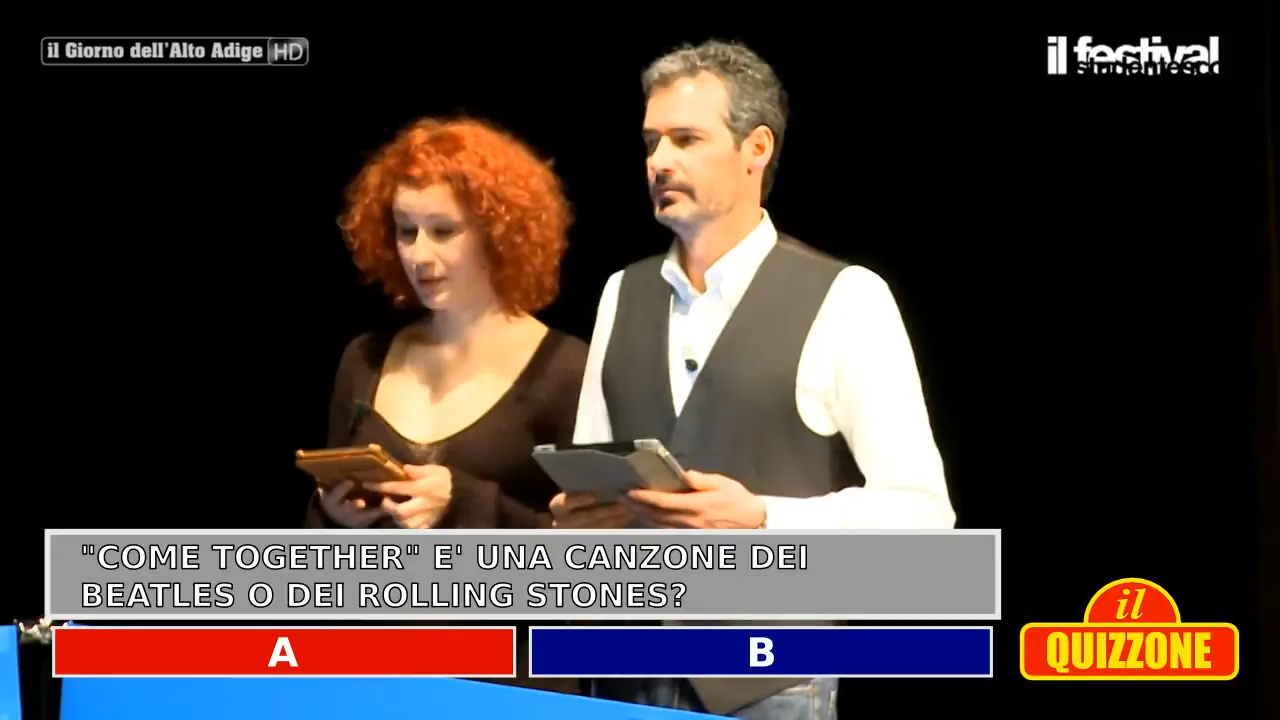 il Giorno dell'Alto Adige HD
il festival
studentesco
"COME TOGETHER" E' UNA CANZONE DEI
BEATLES O DEI ROLLING STONES?
A
B
il
QUIZZONE